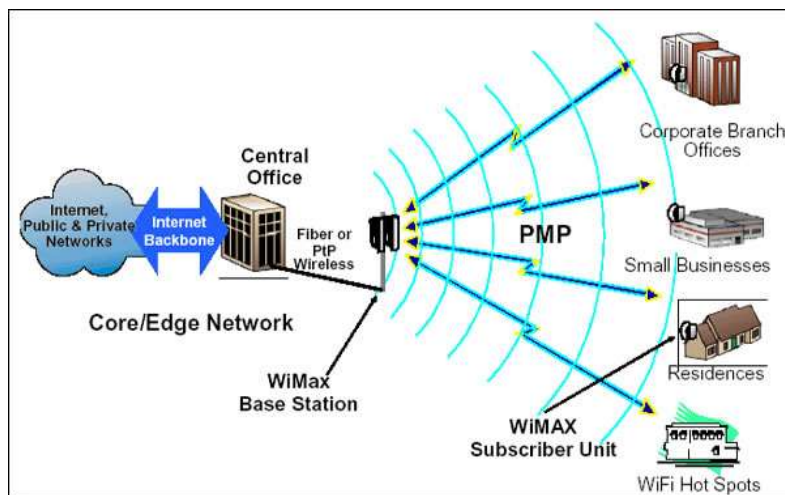 Internet,
Public & Private
Networks
Internet
Backbone
Central
Office
Fiber or
PtP
Wireless
Core/Edge Network
WiMax
Base Station
PMP
WiMAX
Subscriber Unit
Corporate Branch
Offices
Small Businesses
Residences
WiFi Hot Spots